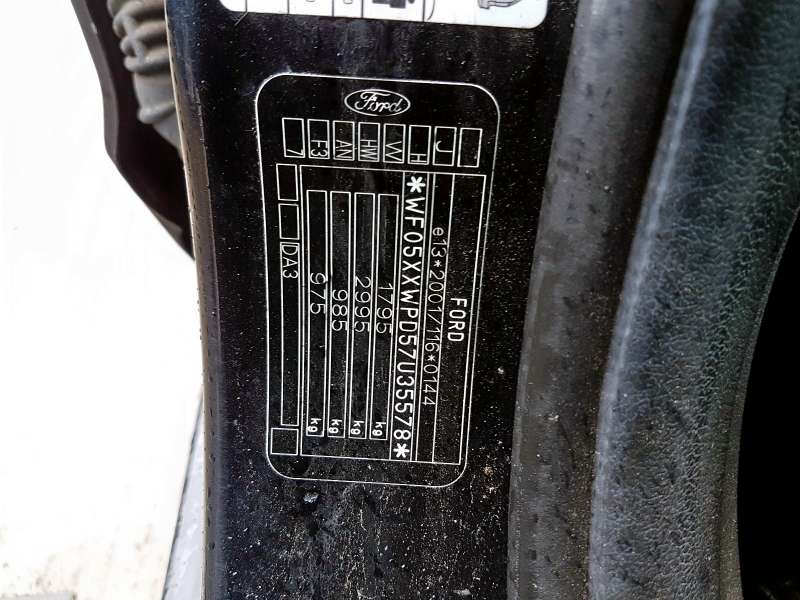 Ford
FORD
e13*2001/116*0144
*WF05XXWPD57U35578*
1795 kg
2995 kg
985 kg
975 kg
DA3
J
H
VV
HW
AN
F3
7